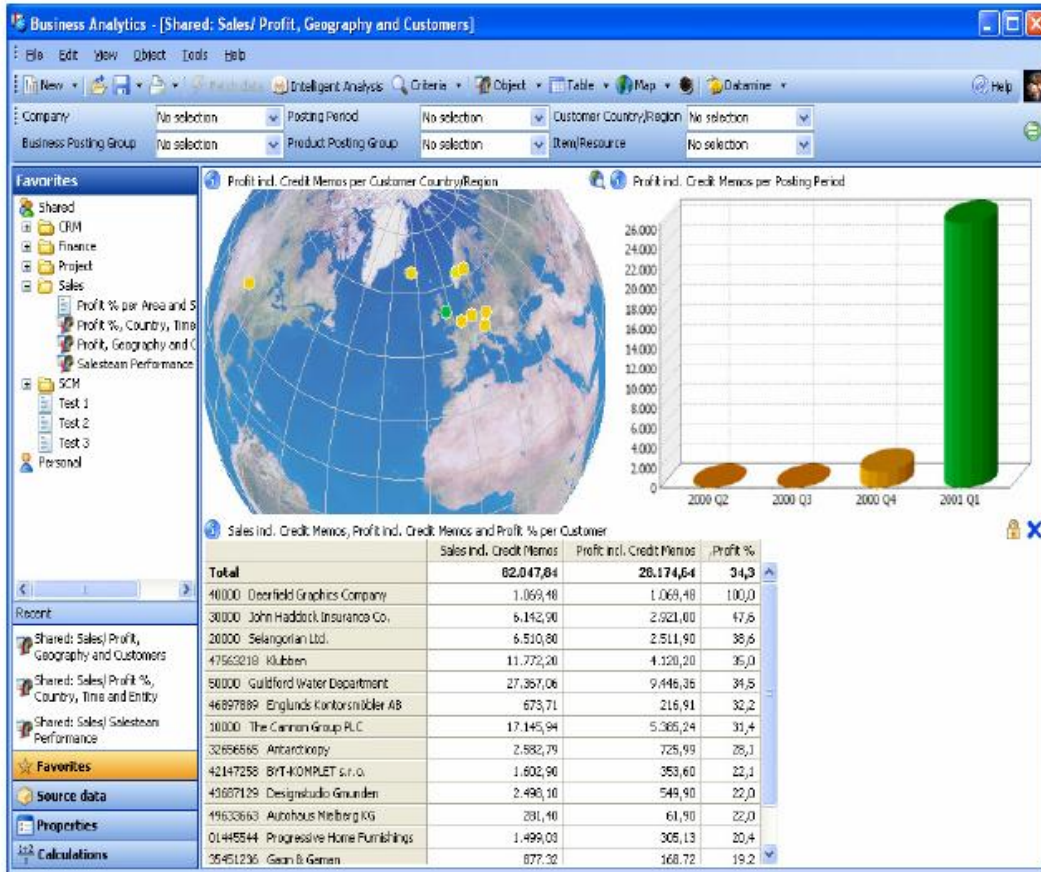 Business Analytics - [Shared: Sales/ Profit, Geography and Customers]
File Edit View Object Tools Help
New Intelligent Analysis Criteria Object Table Map Datamine Help
Company No selection Posting Period No selection Customer Country/Region No selection
Business Posting Group No selection Product Posting Group No selection Item/Resource No selection
Favorites
Shared
CRM
Finance
Project
Sales
Profit % per Area and S
Profit %, Country, Time
Profit, Geography and C
Salesteam Performance
SCM
Test 1
Test 2
Test 3
Personal
Recent
Shared: Sales/ Profit,
Geography and Customers
Shared: Sales/ Profit %,
Country, Time and Entity
Shared: Sales/ Salesteam
Performance
Favorites
Source data
Properties
Calculations
Profit incl. Credit Memos per Customer Country/Region
Profit incl. Credit Memos per Posting Period
26.000
24.000
22.000
20.000
18.000
16.000
14.000
12.000
10.000
8.000
6.000
4.000
2.000
0
2000 Q2 2000 Q3 2000 Q4 2001 Q1
Sales incl. Credit Memos, Profit incl. Credit Memos and Profit % per Customer
Sales incl. Credit Memos Profit incl. Credit Memos Profit %
Total 82.047,84 28.174,64 34,3
40000 Deerfield Graphics Company 1.069,48 1.069,48 100,0
30000 John Haddock Insurance Co. 6.142,90 2.921,00 47,6
20000 Selangorian Ltd. 6.510,80 2.511,90 38,6
47563218 Klubben 11.772,20 4.120,20 35,0
50000 Guildford Water Department 27.367,06 9.446,36 34,5
46897889 Englunds Kontorsmöbler AB 673,71 216,91 32,2
10000 The Cannon Group PLC 17.145,94 5.385,24 31,4
32656565 Antarcticopy 2.582,79 725,99 28,1
42147258 BYT-KOMPLET s.r.o. 1.602,90 353,60 22,1
43687129 Designstudio Gmunden 2.498,10 549,90 22,0
49633663 Autohaus Mielberg KG 281,40 61,90 22,0
01445544 Progressive Home Furnishings 1.499,03 305,13 20,4
35451236 Gagn & Gaman 877,32 168,72 19,2